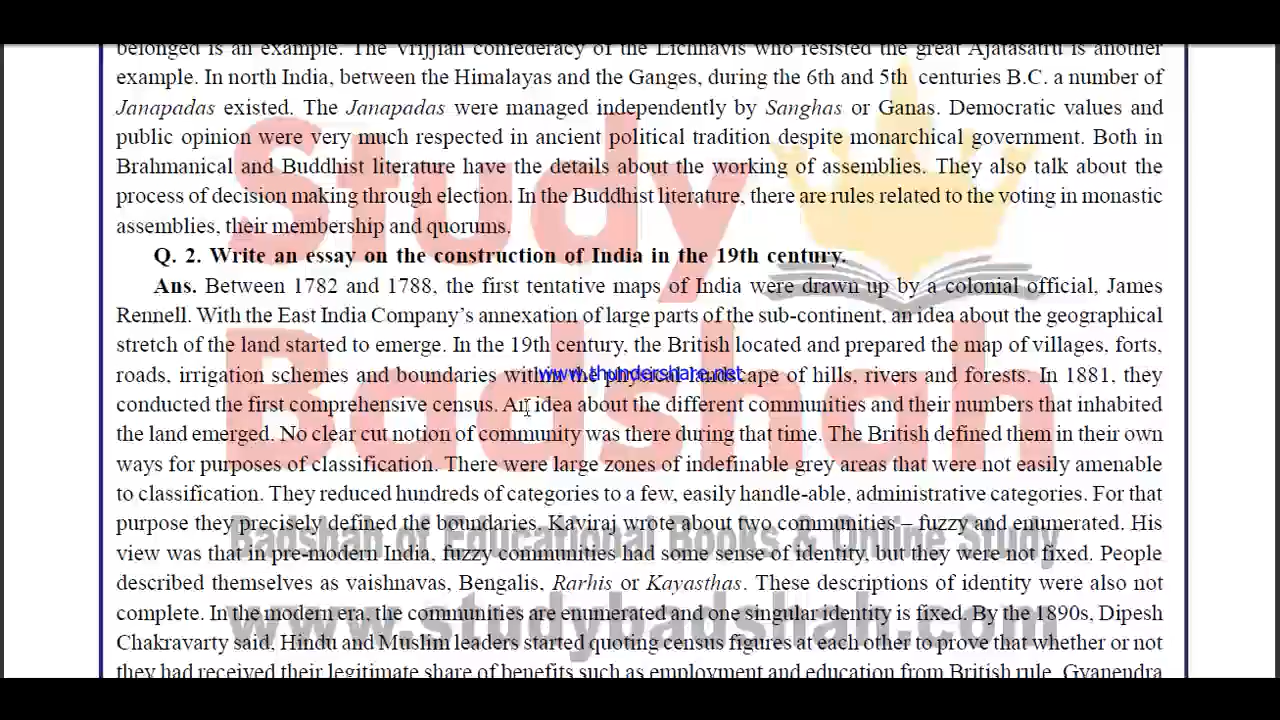 belonged is an example. The Vrijjian confederacy of the Lichhavis who resisted the great Ajatasatru is another
example. In north India, between the Himalayas and the Ganges, during the 6th and 5th centuries B.C. a number of
Janapadas existed. The Janapadas were managed independently by Sanghas or Ganas. Democratic values and
public opinion were very much respected in ancient political tradition despite monarchical government. Both in
Brahmanical and Buddhist literature have the details about the working of assemblies. They also talk about the
process of decision making through election. In the Buddhist literature, there are rules related to the voting in monastic
assemblies, their membership and quorums.
Q. 2. Write an essay on the construction of India in the 19th century.
Ans. Between 1782 and 1788, the first tentative maps of India were drawn up by a colonial official, James
Rennell. With the East India Company's annexation of large parts of the sub-continent, an idea about the geographical
stretch of the land started to emerge. In the 19th century, the British located and prepared the map of villages, forts,
roads, irrigation schemes and boundaries within the physical landscape of hills, rivers and forests. In 1881, they
www.thundershare.net
conducted the first comprehensive census. An idea about the different communities and their numbers that inhabited
the land emerged. No clear cut notion of community was there during that time. The British defined them in their own
ways for purposes of classification. There were large zones of indefinable grey areas that were not easily amenable
to classification. They reduced hundreds of categories to a few, easily handle-able, administrative categories. For that
purpose they precisely defined the boundaries. Kaviraj wrote about two communities – fuzzy and enumerated. His
view was that in pre-modern India, fuzzy communities had some sense of identity, but they were not fixed. People
described themselves as vaishnavas, Bengalis, Rarhis or Kayasthas. These descriptions of identity were also not
complete. In the modern era, the communities are enumerated and one singular identity is fixed. By the 1890s, Dipesh
Chakravarty said, Hindu and Muslim leaders started quoting census figures at each other to prove that whether or not
they had received their legitimate share of benefits such as employment and education from British rule. Gyanendra
Study
Badshah
Badshah of Educational Books & Online Study
www.studybadshah.com